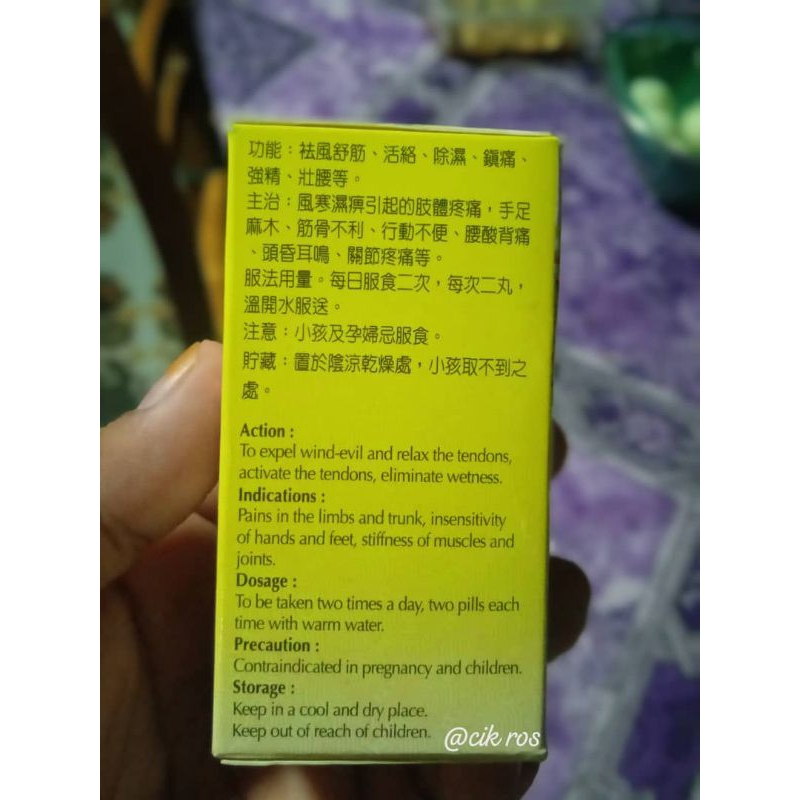 功能：袪風舒筋、活絡、除濕、鎮痛、
強精、壯腰等。
主治：風寒濕痹引起的肢體疼痛，手足
麻木、筋骨不利、行動不便、腰酸背痛
、頭昏耳鳴、關節疼痛等。
服法用量。每日服食二次，每次二丸，
溫開水服送。
注意：小孩及孕婦忌服食。
貯藏：置於陰涼乾燥處，小孩取不到之
處。
Action :
To expel wind-evil and relax the tendons,
activate the tendons, eliminate wetness.
Indications :
Pains in the limbs and trunk, insensitivity
of hands and feet, stiffness of muscles and
joints.
Dosage :
To be taken two times a day, two pills each
time with warm water.
Precaution :
Contraindicated in pregnancy and children.
Storage :
Keep in a cool and dry place.
Keep out of reach of children.
@cik ros